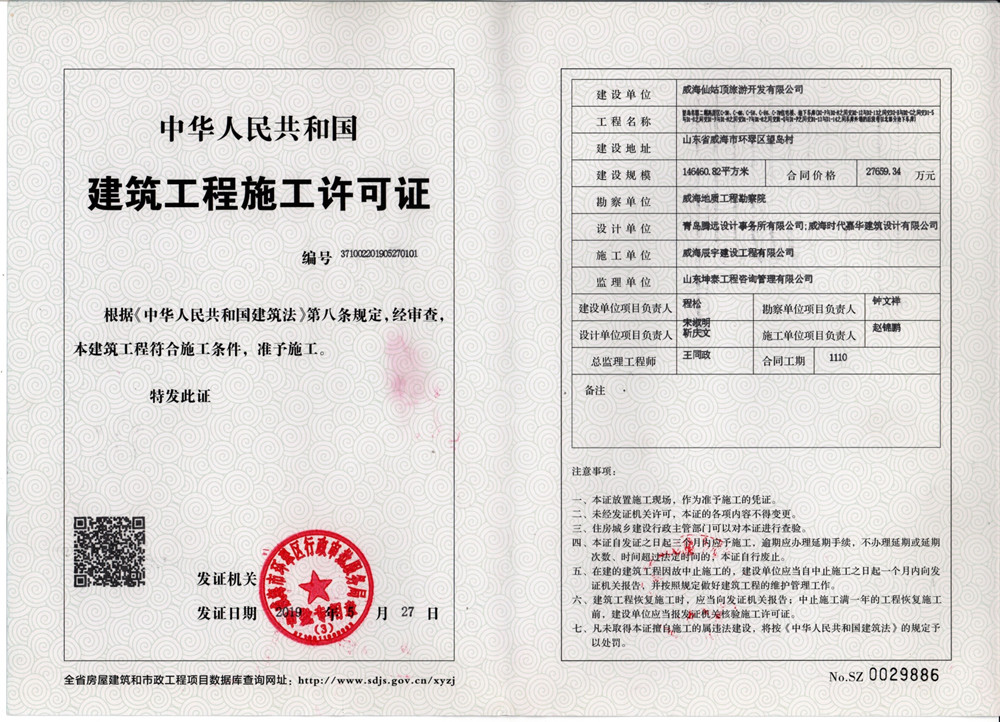 中华人民共和国
建筑工程施工许可证
编号 371002201905270101
根据《中华人民共和国建筑法》第八条规定,经审查,
本建筑工程符合施工条件，准予施工。
特发此证
发证机关
发证日期 2019 年 5 月 27 日
威海市环翠区行政审批服务局
审批专用章
(3)
全省房屋建筑和市政工程项目数据库查询网址: http://www.sdjs.gov.cn/xyzj
建设单位 威海仙姑顶旅游开发有限公司
工程名称
建设地址 山东省威海市环翠区望岛村
建设规模 146460.82平方米 合同价格 27659.34 万元
勘察单位 威海地质工程勘察院
设计单位 青岛腾远设计事务所有限公司;威海时代嘉华建筑设计有限公司
施工单位 威海辰宇建设工程有限公司
监理单位 山东坤泰工程咨询管理有限公司
建设单位项目负责人 程松 勘察单位项目负责人 钟文祥
设计单位项目负责人 宋淑明 靳庆文 施工单位项目负责人 赵锦鹏
总监理工程师 王同政 合同工期 1110
备注
注意事项:
一、本证放置施工现场，作为准予施工的凭证。
二、未经发证机关许可，本证的各项内容不得变更。
三、住房城乡建设行政主管部门可以对本证进行查验。
四、本证自发证之日起三个月内应予施工，逾期应办理延期手续，不办理延期或延期
次数、时间超过法定时间的，本证自行废止。
五、在建的建筑工程因故中止施工的，建设单位应当自中止施工之日起一个月内向发
证机关报告，并按照规定做好建筑工程的维护管理工作。
六、建筑工程恢复施工时，应当向发证机关报告；中止施工满一年的工程恢复施工
前，建设单位应当报发证机关核验施工许可证。
七、凡未取得本证擅自施工的属违法建设，将按《中华人民共和国建筑法》的规定予
以处罚。
No.SZ 0029886